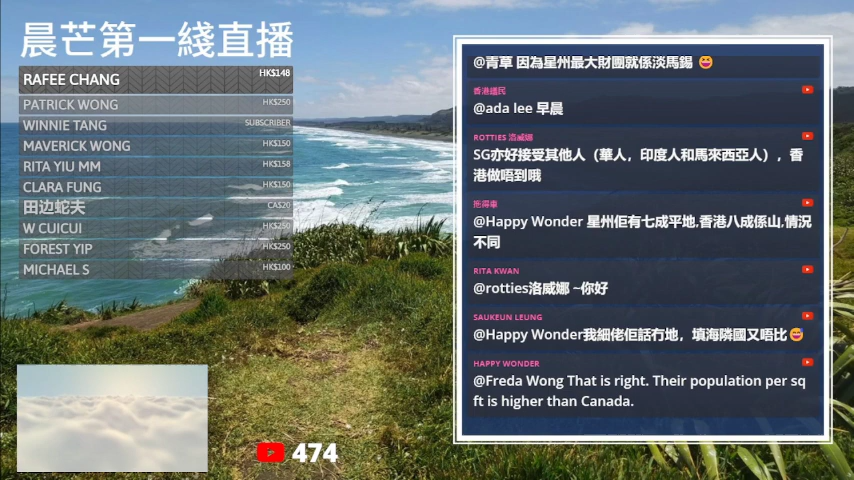 晨芒第一綫直播
RAFEE CHANG HK$148
PATRICK WONG HK$250
WINNIE TANG SUBSCRIBER
MAVERICK WONG HK$150
RITA YIU MM HK$158
CLARA FUNG HK$150
田边蛇夫 CA$20
W CUICUI HK$250
FOREST YIP HK$250
MICHAEL S HK$100
474
@青草 因為星州最大財團就係淡馬錫 😄
香港國民
@ada lee 早晨
ROTTIES 洛威娜
SG亦好接受其他人（華人，印度人和馬來西亞人），香
港做唔到哦
@Happy Wonder 星州佢有七成平地,香港八成係山,情況
不同
RITA KWAN
@rotties洛威娜 ~你好
SAUKEUN LEUNG
@Happy Wonder我細佬佢話冇地，填海隣國又唔比😅
HAPPY WONDER
@Freda Wong That is right. Their population per sq
ft is higher than Canada.